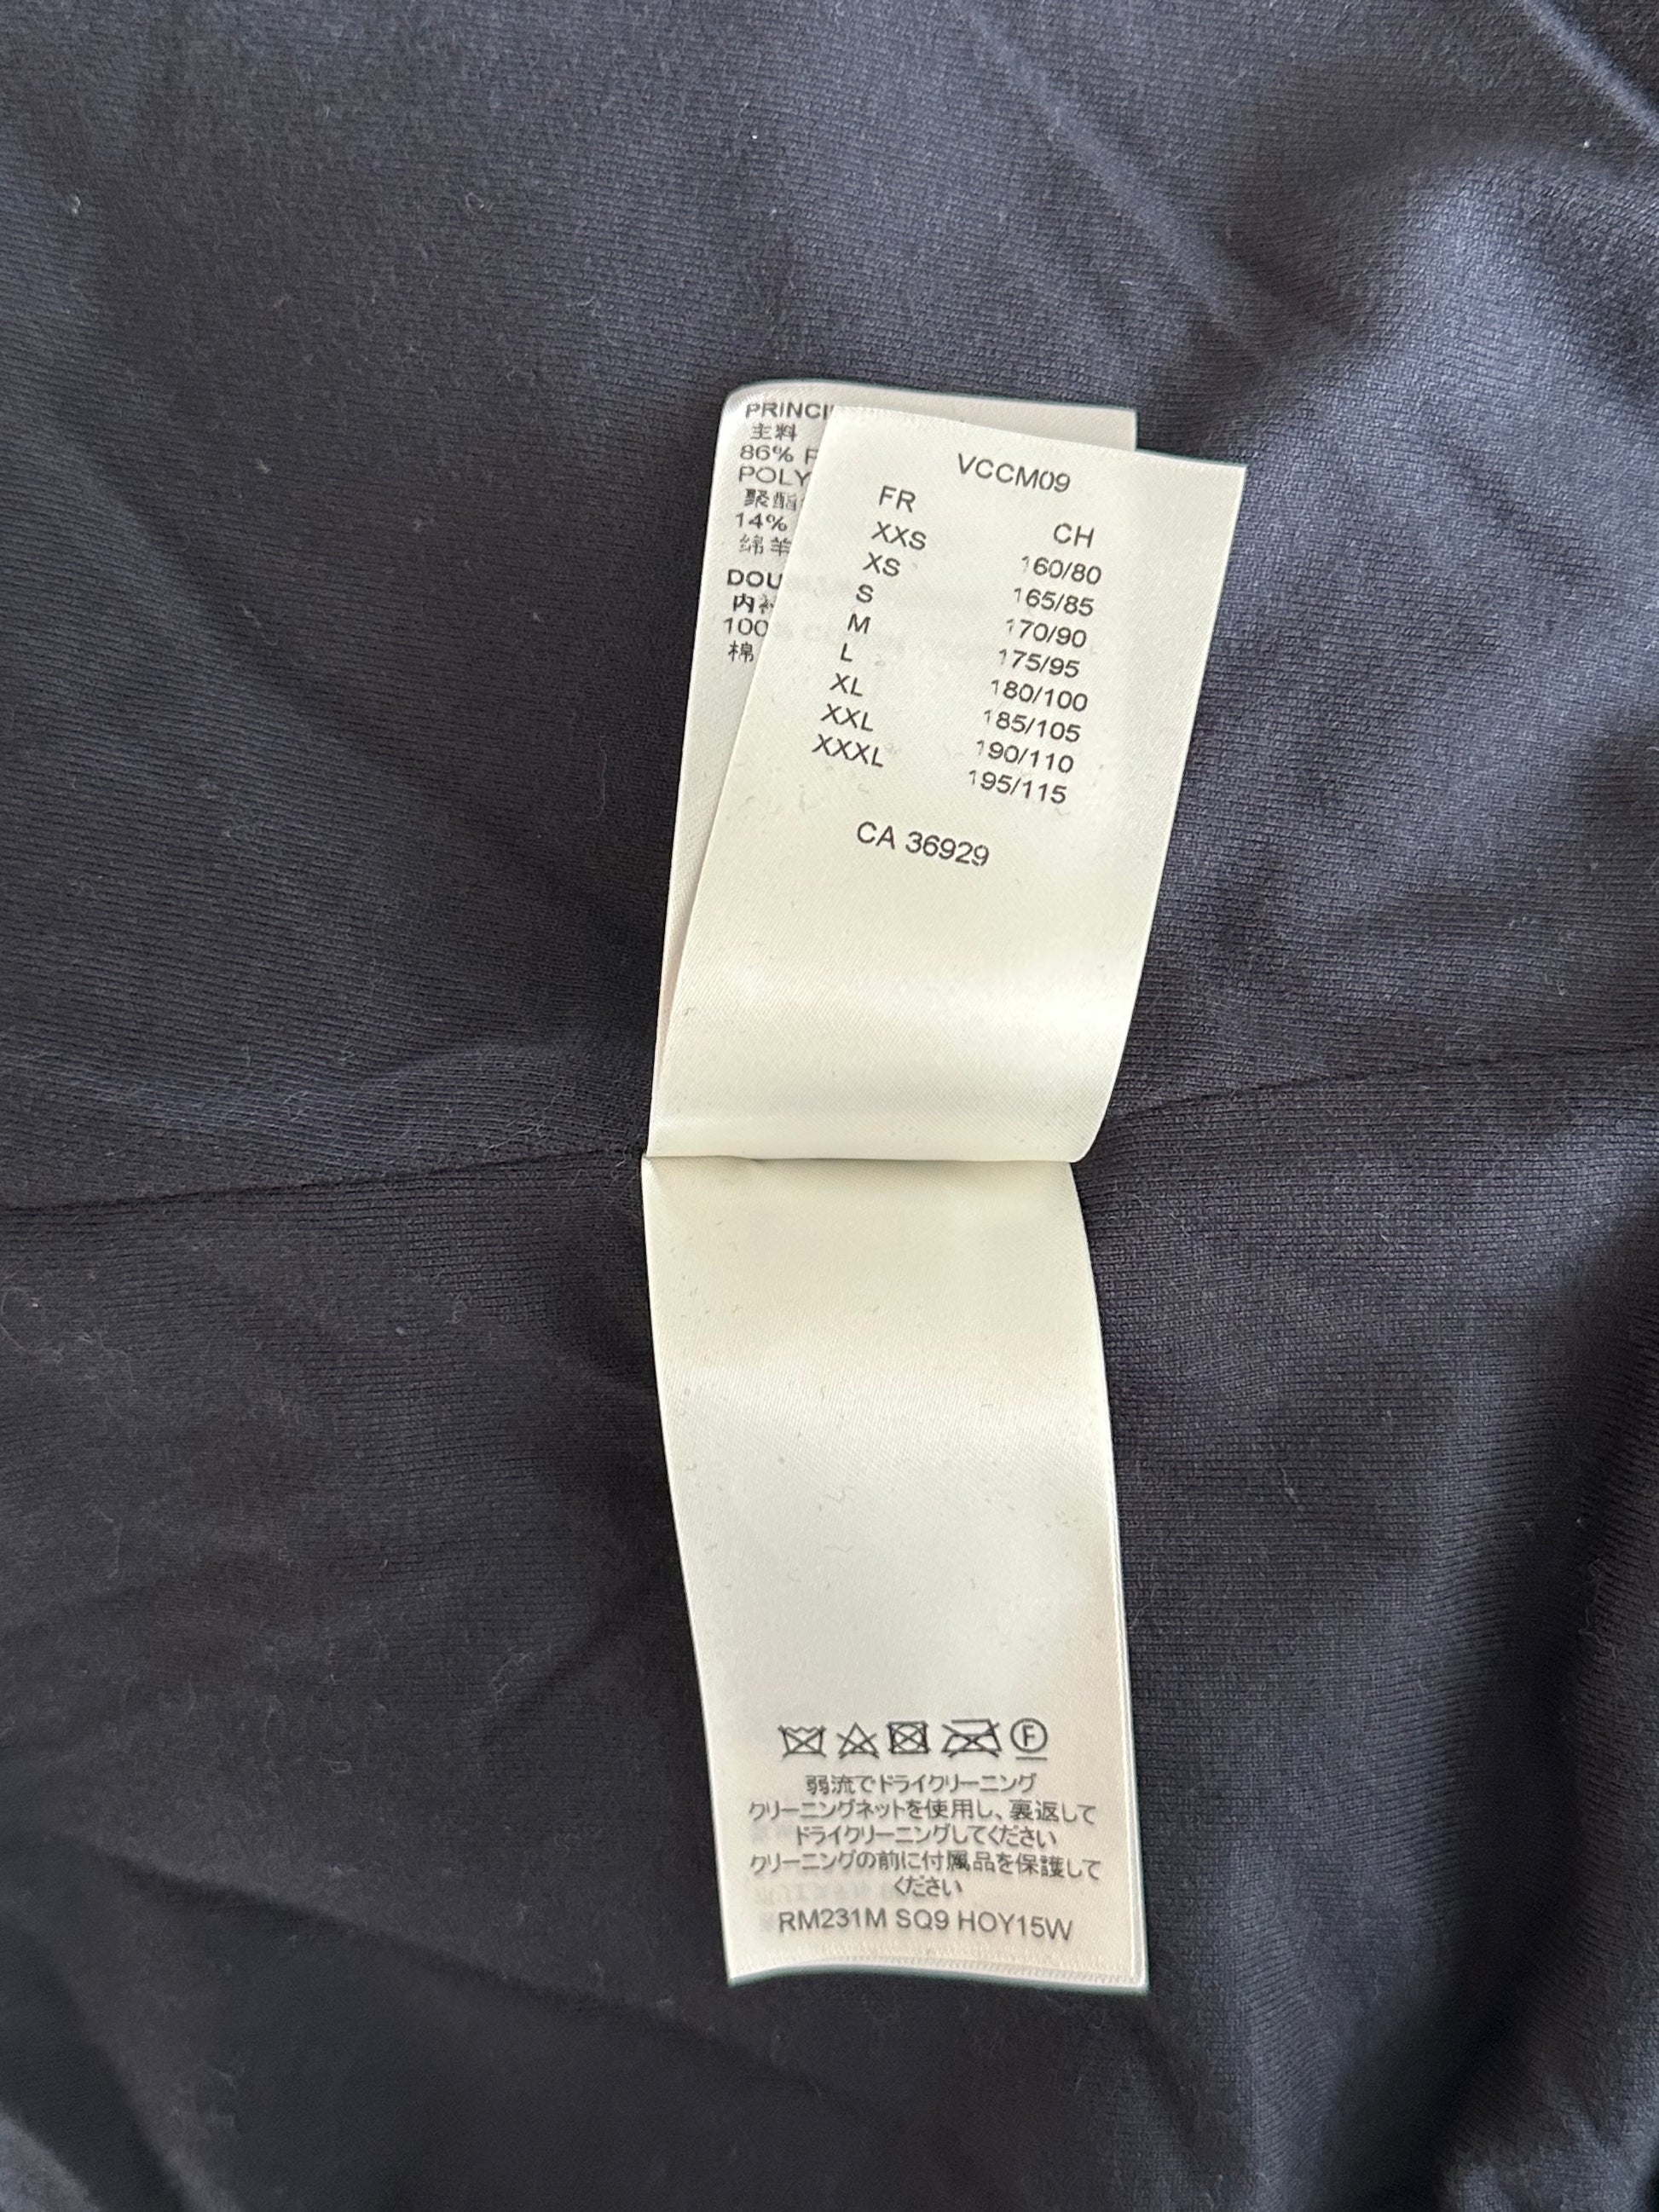 主料
86%
聚酯
14%
绵羊
100%
棉
VCCM09
FR CH
XXS 160/80
XS 165/85
S 170/90
M 175/95
L 180/100
XL 185/105
XXL 190/110
XXXL 195/115
CA 36929
F
弱流でドライクリーニング
クリーニングネットを使用し、裏返して
ドライクリーニングしてください
クリーニングの前に付属品を保護して
ください
RM231M SQ9 HOY15W